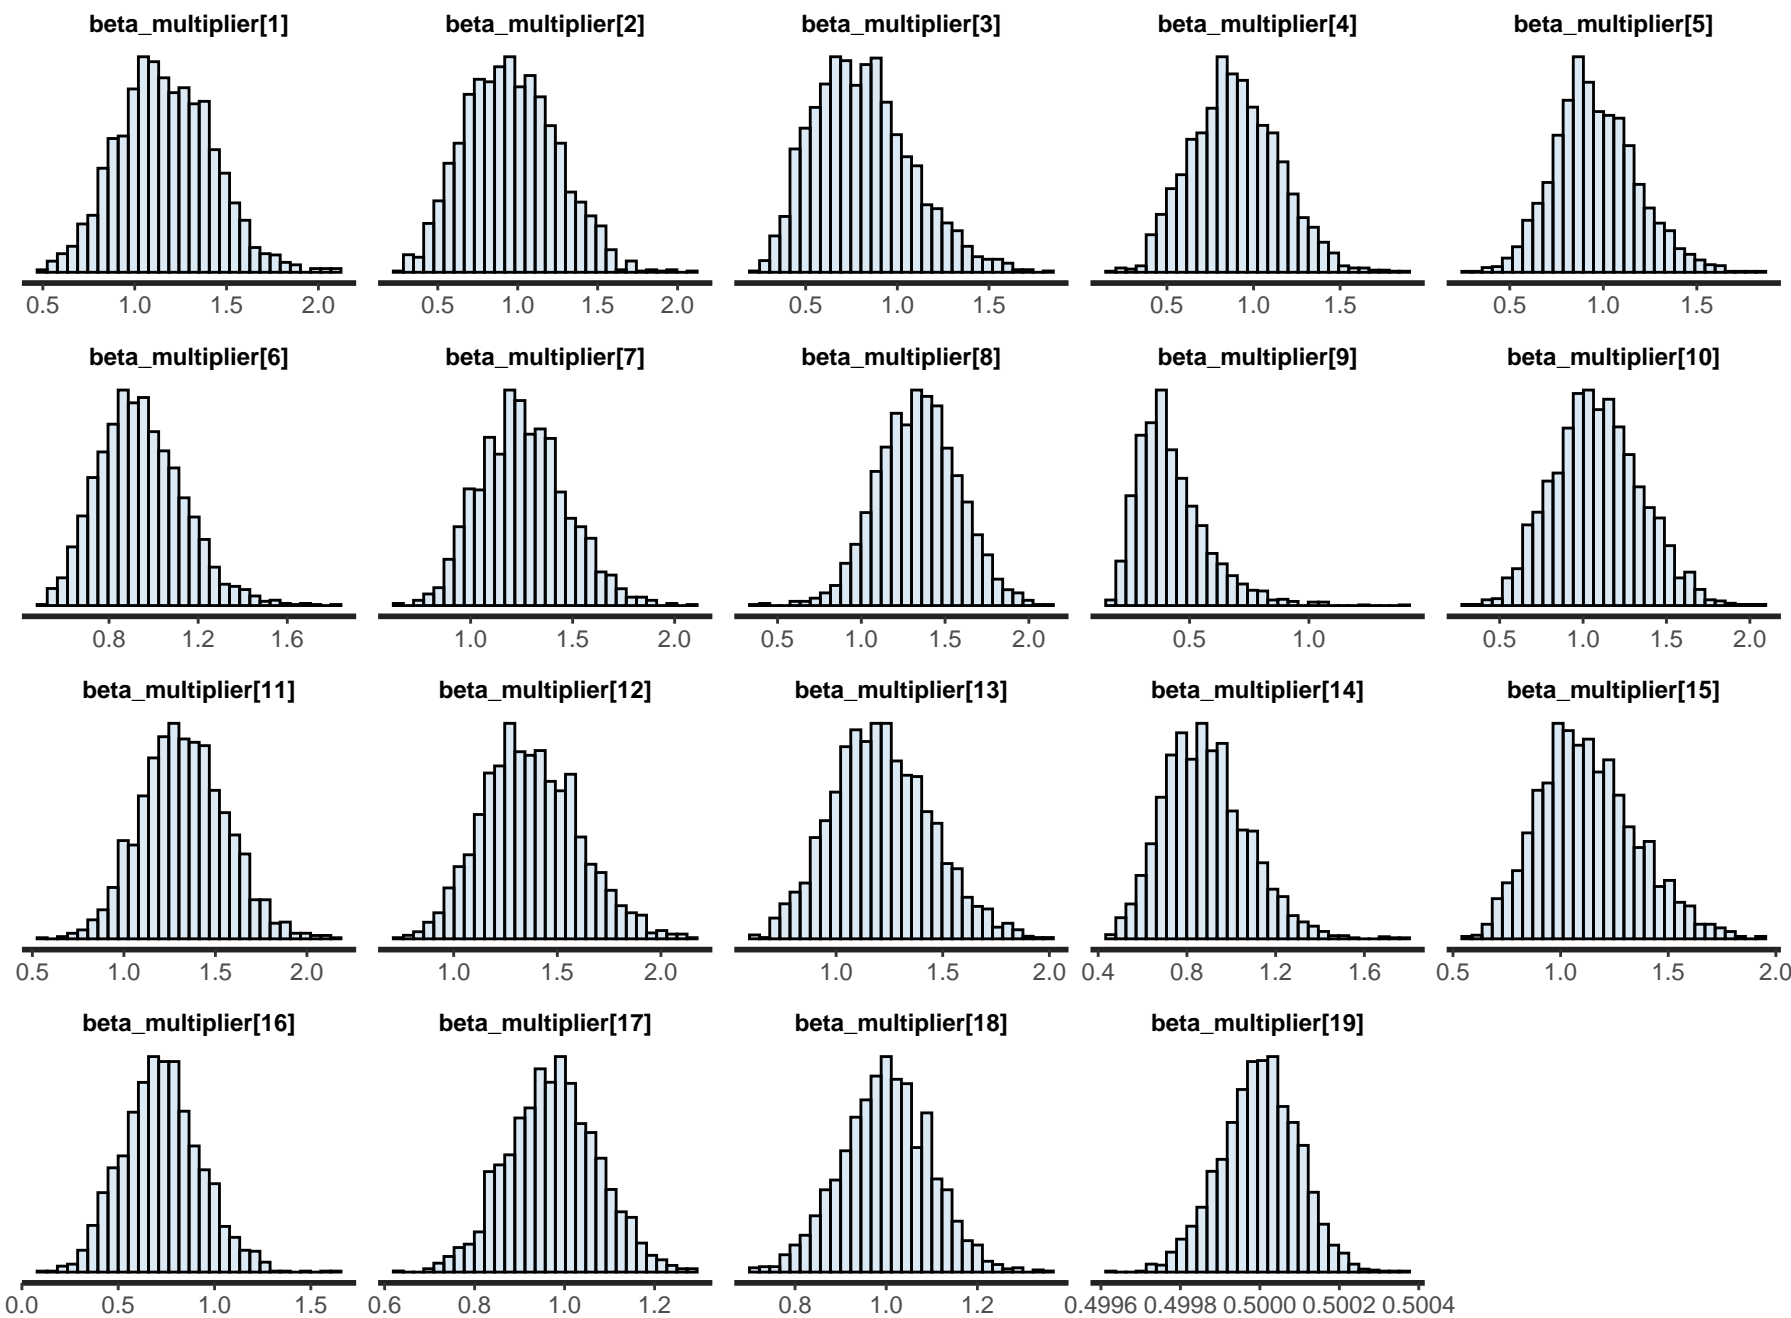 beta_multiplier[1] beta_multiplier[2] beta_multiplier[3] beta_multiplier[4] beta_multiplier[5]
0.5 1.0 1.5 2.0 0.5 1.0 1.5 2.0 0.5 1.0 1.5 0.5 1.0 1.5 0.5 1.0 1.5
beta_multiplier[6] beta_multiplier[7] beta_multiplier[8] beta_multiplier[9] beta_multiplier[10]
0.8 1.2 1.6 1.0 1.5 2.0 0.5 1.0 1.5 2.0 0.5 1.0 0.5 1.0 1.5 2.0
beta_multiplier[11] beta_multiplier[12] beta_multiplier[13] beta_multiplier[14] beta_multiplier[15]
0.5 1.0 1.5 2.0 1.0 1.5 2.0 1.0 1.5 2.0 0.4 0.8 1.2 1.6 0.5 1.0 1.5 2.0
beta_multiplier[16] beta_multiplier[17] beta_multiplier[18] beta_multiplier[19]
0.0 0.5 1.0 1.5 0.6 0.8 1.0 1.2 0.8 1.0 1.2 0.4996 0.4998 0.5000 0.5002 0.5004